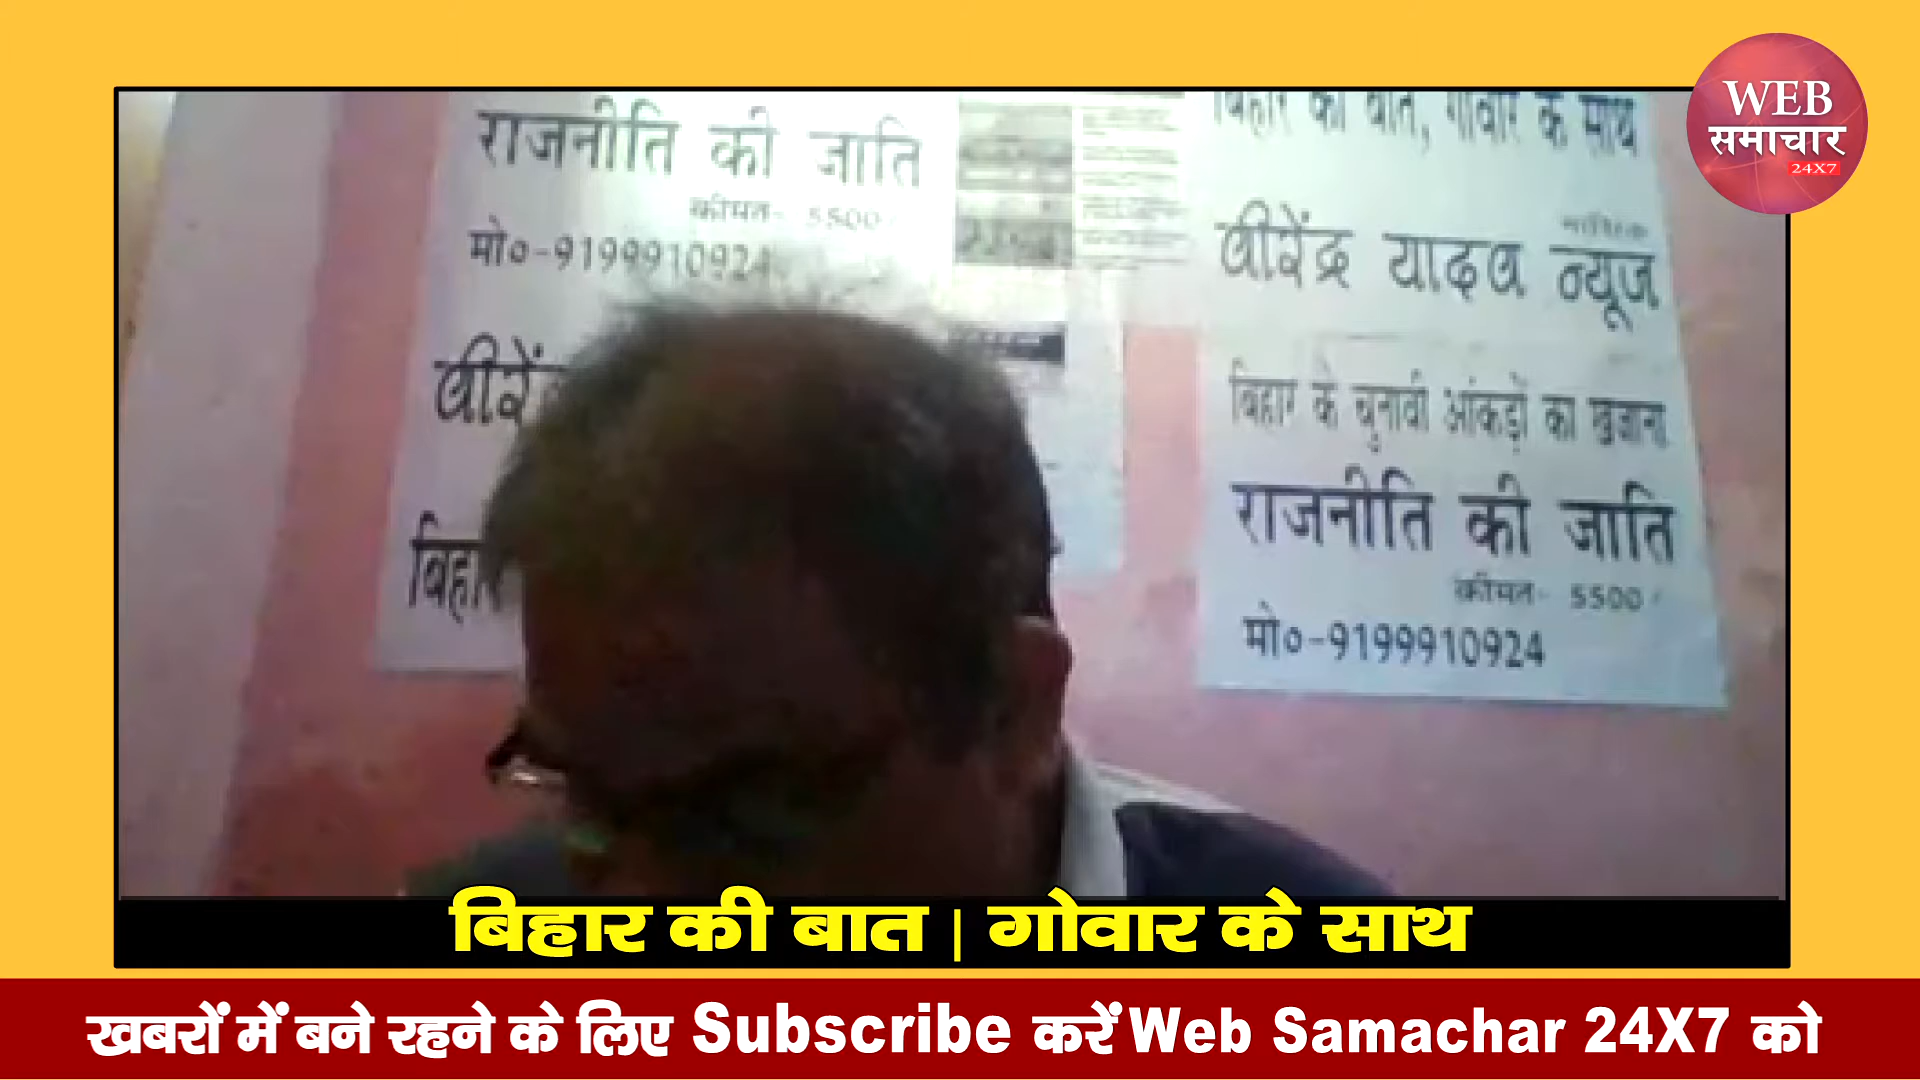 WEB
समाचार
24X7
राजनीति की जाति
कीमत- 5500
मो०-9199910924
वीरें
बिहार
बिहार की बात, गोवार के साथ
वीरेंद्र यादव न्यूज
बिहार के चुनावी आंकड़ों का खजाना
राजनीति की जाति
कीमत- 5500
मो०-9199910924
बिहार की बात | गोवार के साथ
खबरों में बने रहने के लिए Subscribe करें Web Samachar 24X7 को